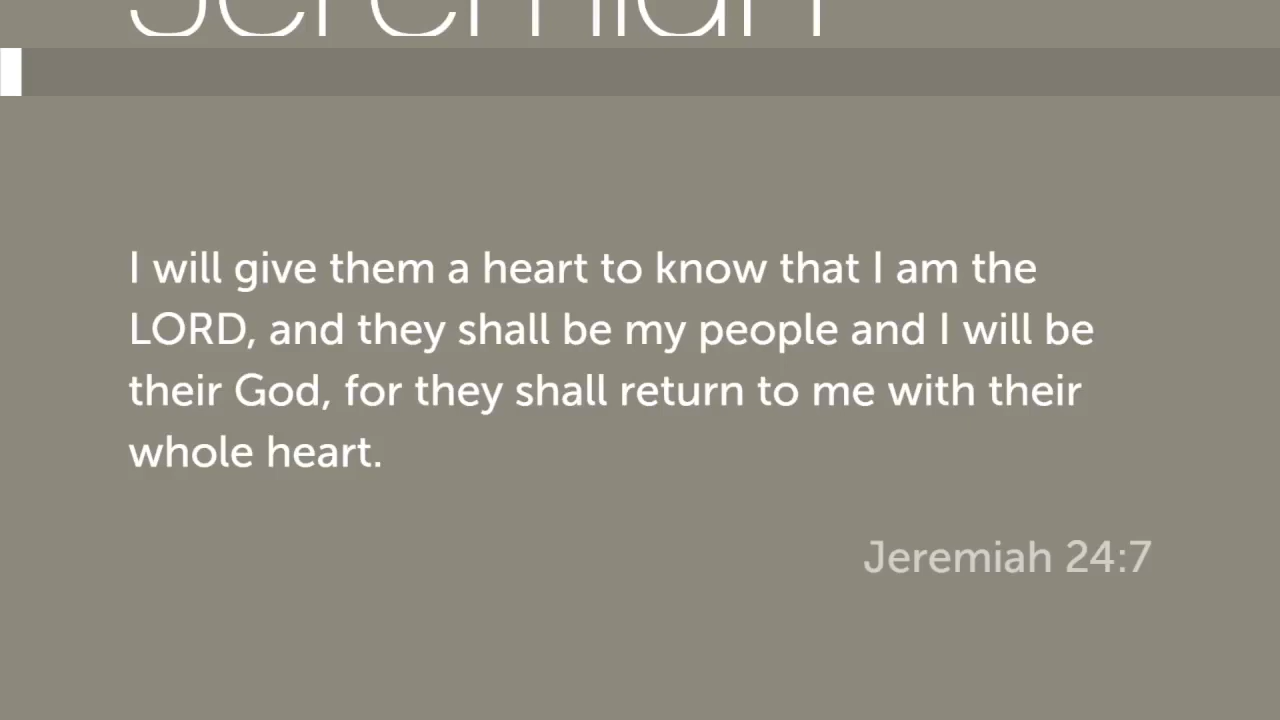 Jeremiah
I will give them a heart to know that I am the
LORD, and they shall be my people and I will be
their God, for they shall return to me with their
whole heart.
Jeremiah 24:7